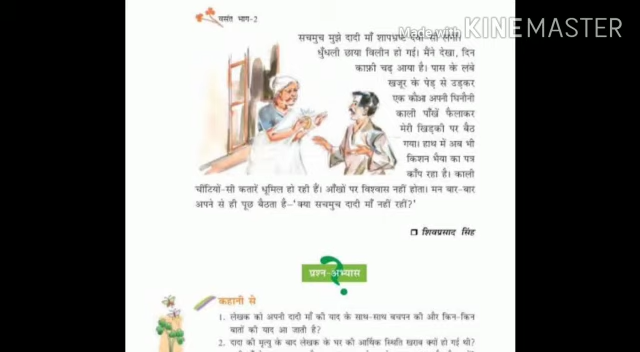 वसंत भाग-2
Made with KINEMASTER
सचमुच मुझे दादी माँ शापभ्रष्ट देवी सी लगीं।
धुँधली छाया विलीन हो गई। मैंने देखा, दिन
काफ़ी चढ़ आया है। पास के लंबे
खजूर के पेड़ से उड़कर
एक कौआ अपनी घिनौनी
काली पाँखें फैलाकर
मेरी खिड़की पर बैठ
गया। हाथ में अब भी
किशन भैया का पत्र
काँप रहा है। काली
चींटियों-सी कतारें धूमिल हो रही हैं। आँखों पर विश्वास नहीं होता। मन बार-बार
अपने से ही पूछ बैठता है-'क्या सचमुच दादी माँ नहीं रहीं?'
शिवप्रसाद सिंह
प्रश्न-अभ्यास
?
कहानी से
1. लेखक को अपनी दादी माँ की याद के साथ-साथ बचपन की और किन-किन
बातों की याद आ जाती है?
2. दादा की मृत्यु के बाद लेखक के घर की आर्थिक स्थिति खराब क्यों हो गई थी?